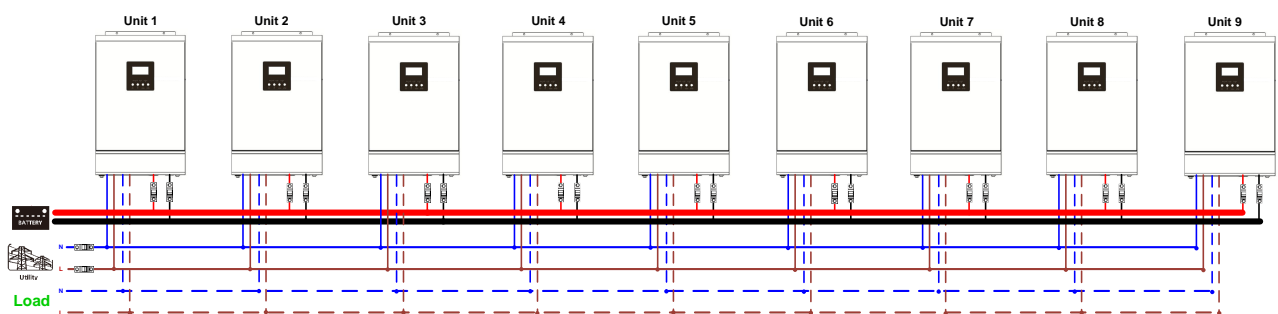 Unit 1 Unit 2 Unit 3 Unit 4 Unit 5 Unit 6 Unit 7 Unit 8 Unit 9
BATTERY
N
Utility
L
N
Load
L